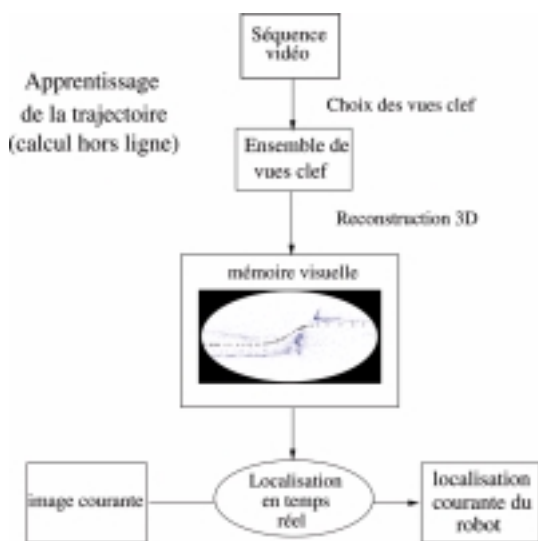 Séquence
vidéo
Apprentissage
de la trajectoire
(calcul hors ligne)
Choix des vues clef
Ensemble de
vues clef
Reconstruction 3D
mémoire visuelle
image courante
Localisation
en temps
réel
localisation
courante du
robot